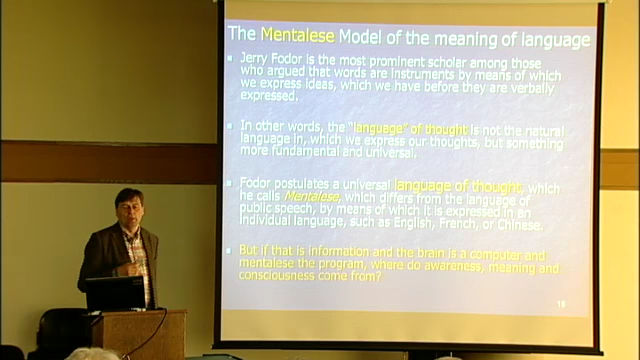 The Mentalese Model of the meaning of language
Jerry Fodor is the most prominent scholar among those
who argued that words are instruments by means of which
we express ideas, which we have before they are verbally
expressed.
In other words, the "language" of thought is not the natural
language in, which we express our thoughts, but something
more fundamental and universal.
Fodor postulates a universal language of thought, which
he calls Mentalese, which differs from the language of
public speech, by means of which it is expressed in an
individual language, such as English, French, or Chinese.
But if that is information and the brain is a computer and
mentalese the program, where do awareness, meaning and
consciousness come from?
18